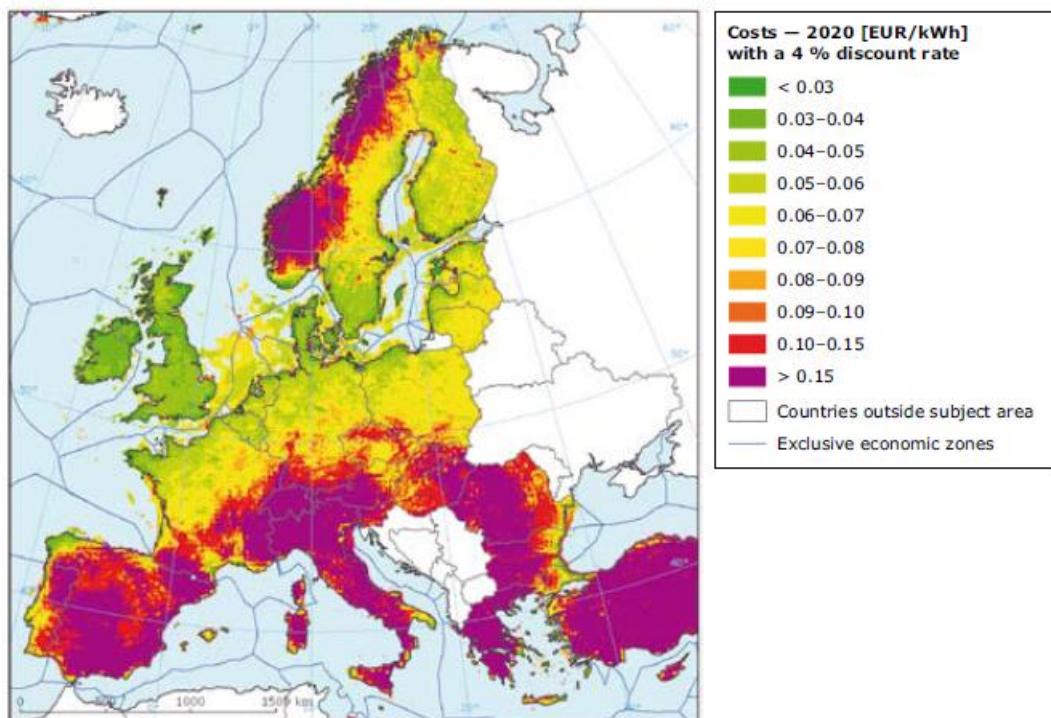 Costs — 2020 [EUR/kWh]
with a 4 % discount rate
< 0.03
0.03–0.04
0.04–0.05
0.05–0.06
0.06–0.07
0.07–0.08
0.08–0.09
0.09–0.10
0.10–0.15
> 0.15
Countries outside subject area
Exclusive economic zones
0 500 1000 1500 km